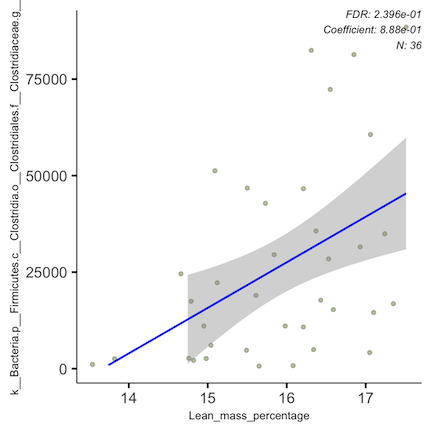 FDR: 2.396e-01
Coefficient: 8.88e-01
N: 36
k__Bacteria.p__Firmicutes.c__Clostridia.o__Clostridiales.f__Clostridiaceae.g__
75000
50000
25000
0
14
15
16
17
Lean_mass_percentage